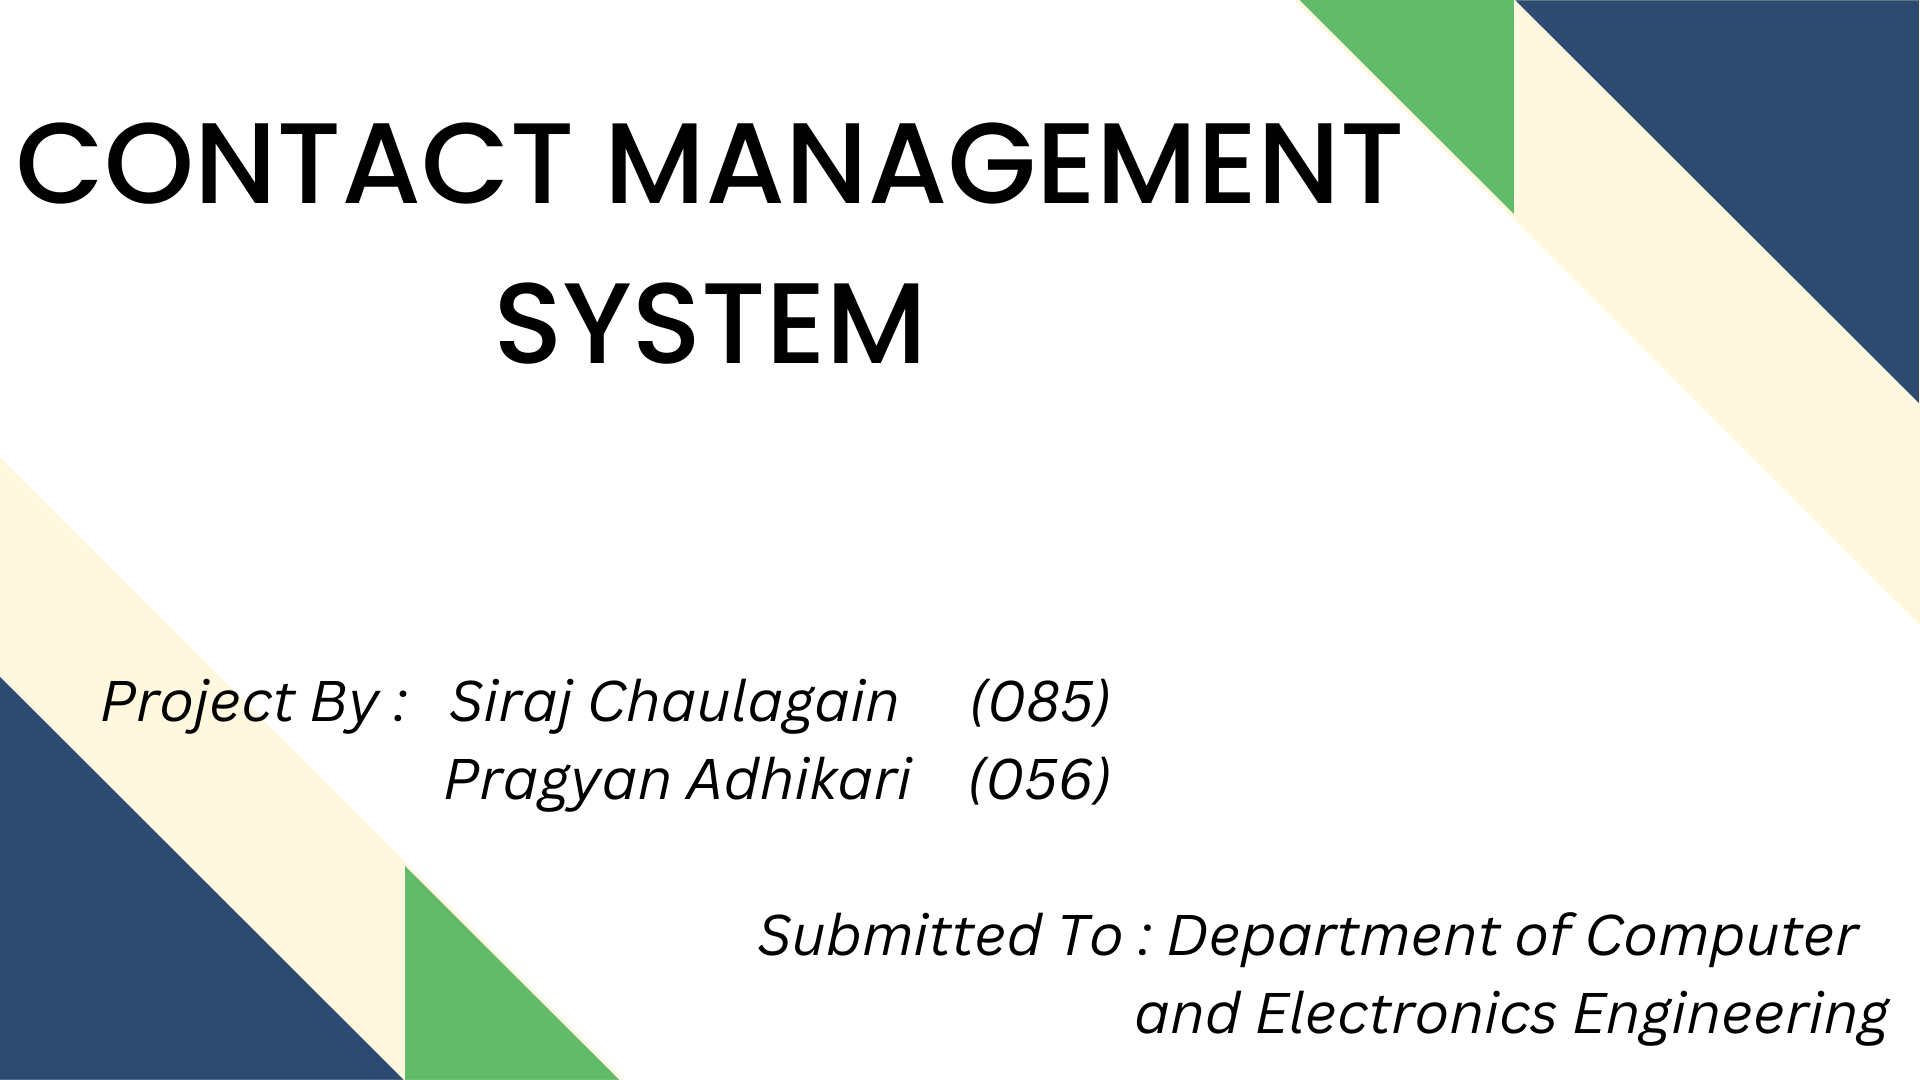 CONTACT MANAGEMENT
SYSTEM
Project By : Siraj Chaulagain (085)
Pragyan Adhikari (056)
Submitted To : Department of Computer
and Electronics Engineering